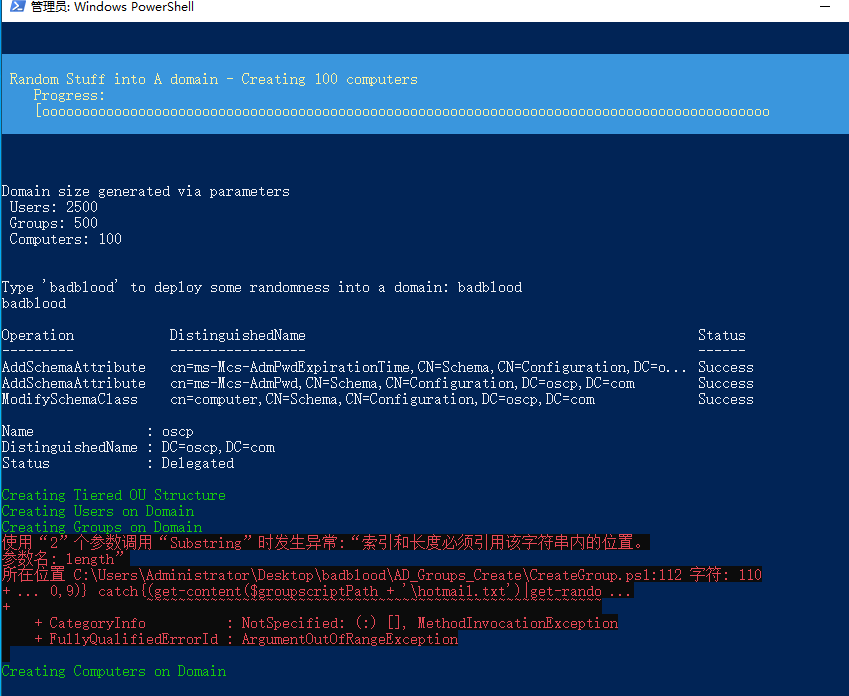 管理员: Windows PowerShell
Random Stuff into A domain - Creating 100 computers
Progress:
[oooooooooooooooooooooooooooooooooooooooooooooooooooooooooooooooooooooooooooooooooooooooooo
Domain size generated via parameters
Users: 2500
Groups: 500
Computers: 100
Type 'badblood' to deploy some randomness into a domain: badblood
badblood
Operation DistinguishedName Status
--------- ----------------- ------
AddSchemaAttribute cn=ms-Mcs-AdmPwdExpirationTime,CN=Schema,CN=Configuration,DC=o... Success
AddSchemaAttribute cn=ms-Mcs-AdmPwd,CN=Schema,CN=Configuration,DC=oscp,DC=com Success
ModifySchemaClass cn=computer,CN=Schema,CN=Configuration,DC=oscp,DC=com Success
Name : oscp
DistinguishedName : DC=oscp,DC=com
Status : Delegated
Creating Tiered OU Structure
Creating Users on Domain
Creating Groups on Domain
使用“2”个参数调用“Substring”时发生异常:“索引和长度必须引用该字符串内的位置。
参数名: length”
所在位置 C:\Users\Administrator\Desktop\badblood\AD_Groups_Create\CreateGroup.ps1:112 字符: 110
+ ... 0,9)} catch{(get-content($groupscriptPath + '\hotmail.txt')|get-rando ...
+ ~~~~~~~~~~~~~~~~~~~~~~~~~~~~~~~~~~~~~~~~~~~~~~~~~~~~~~~~~
+ CategoryInfo : NotSpecified: (:) [], MethodInvocationException
+ FullyQualifiedErrorId : ArgumentOutOfRangeException
Creating Computers on Domain